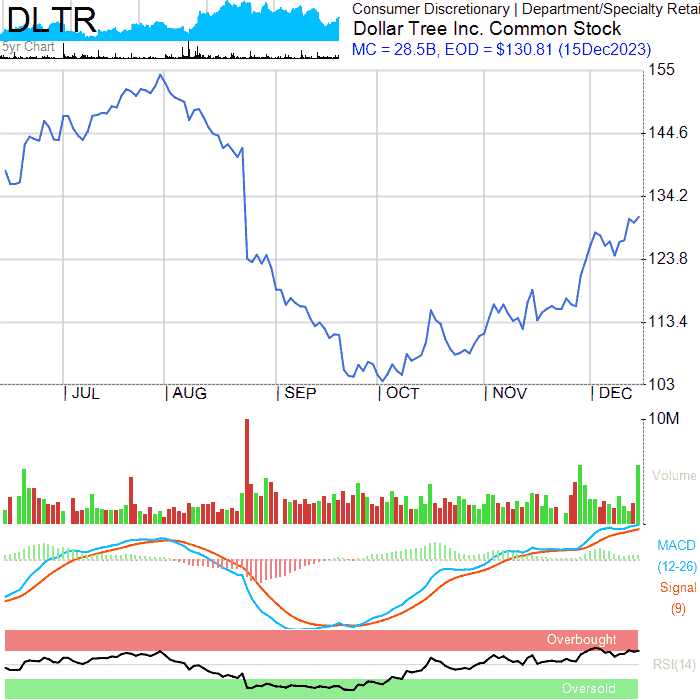 DLTR
Consumer Discretionary | Department/Specialty Retai
Dollar Tree Inc. Common Stock
5yr Chart
MC = 28.5B, EOD = $130.81 (15Dec2023)
155
144.6
134.2
123.8
113.4
103
JUL
AUG
SEP
OCT
NOV
DEC
10M
Volume
MACD
(12-26)
Signal
(9)
Overbought
RSI(14)
Oversold